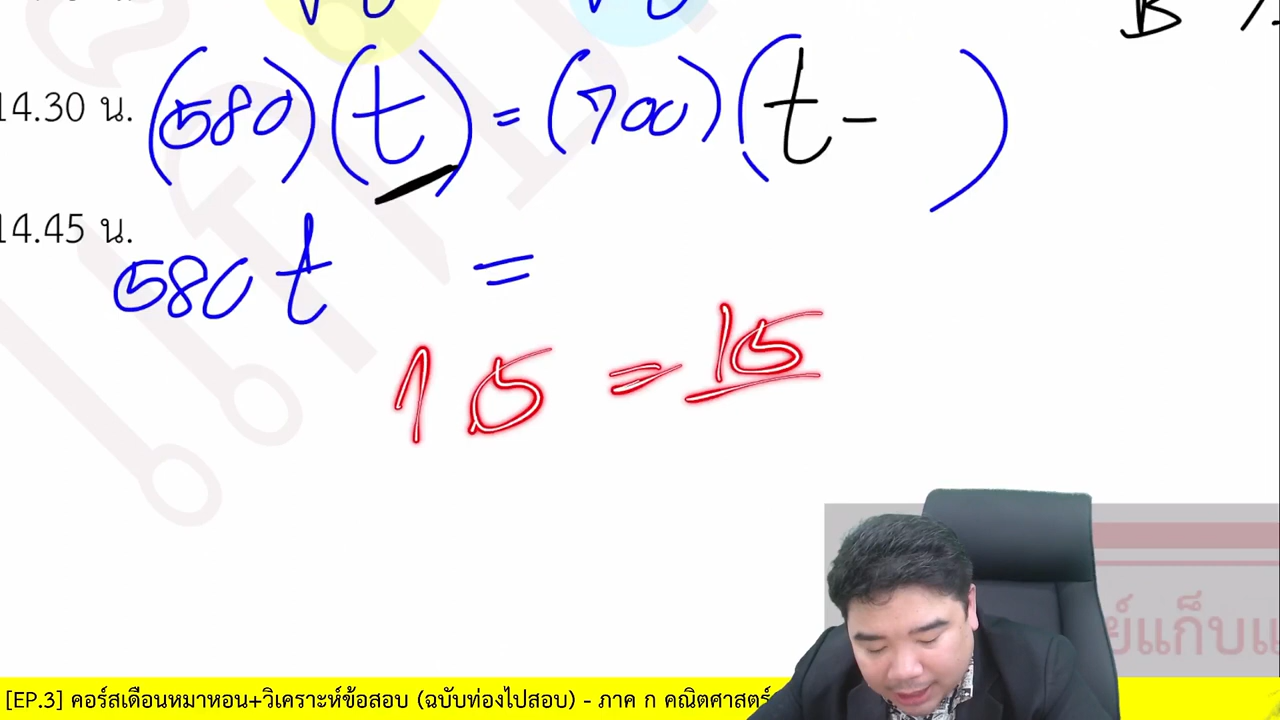 B
14.30 น. (580)(t) = (700)(t - )
14.45 น.
580 t =
15 = 15
[EP.3] คอร์สเดือนหมาหอน+วิเคราะห์ข้อสอบ (ฉบับท่องไปสอบ) - ภาค ก คณิตศาสตร์